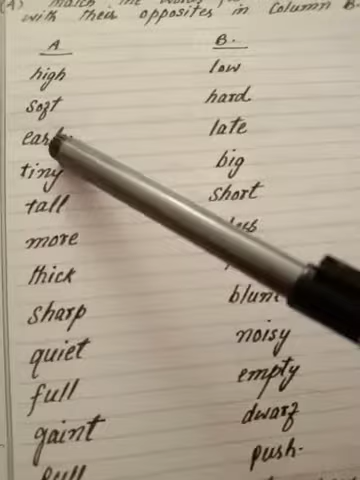 with their opposites in Column B.
A B.
high low
soft hard
late
tiny big
tall short
more
thick
sharp blunt
quiet noisy
full empty
gaint dwarf
push.